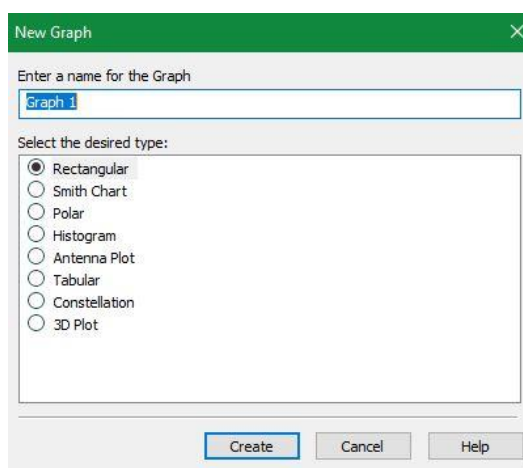 New Graph
Enter a name for the Graph
Graph 1
Select the desired type:
Rectangular
Smith Chart
Polar
Histogram
Antenna Plot
Tabular
Constellation
3D Plot
Create Cancel Help